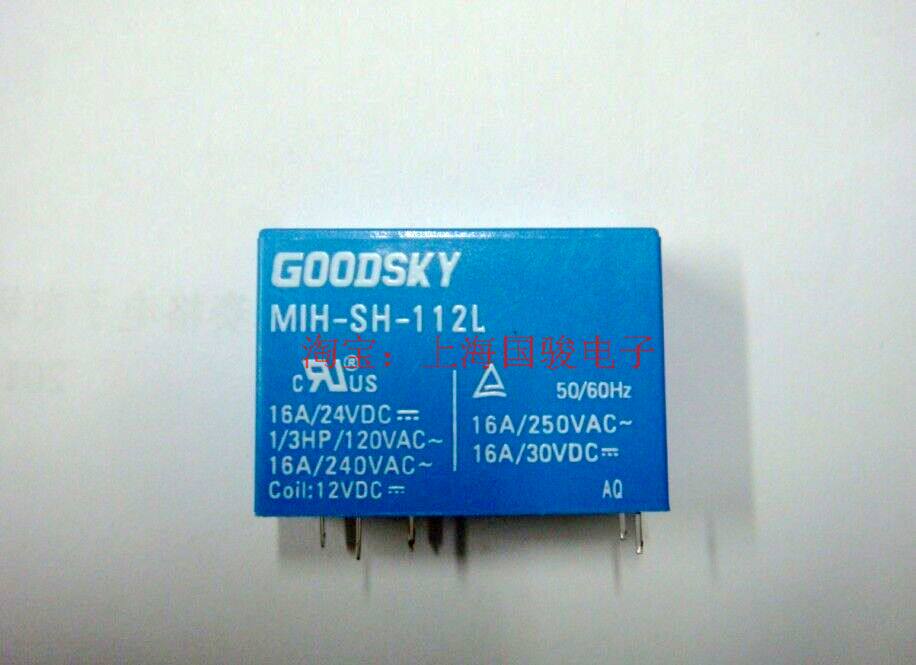 GOODSKY
MIH-SH-112L
淘宝：上海国骏电子
c RU ® US
50/60Hz
16A/24VDC ⎓
1/3HP/120VAC~
16A/240VAC~
Coil:12VDC ⎓
16A/250VAC~
16A/30VDC⎓
AQ